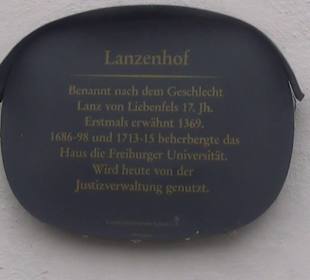 Lanzenhof
Benannt nach dem Geschlecht
Lanz von Liebenfels 17. Jh.
Erstmals erwähnt 1369.
1686-98 und 1713-15 beherbergte das
Haus die Freiburger Universität.
Wird heute von der
Justizverwaltung genutzt.